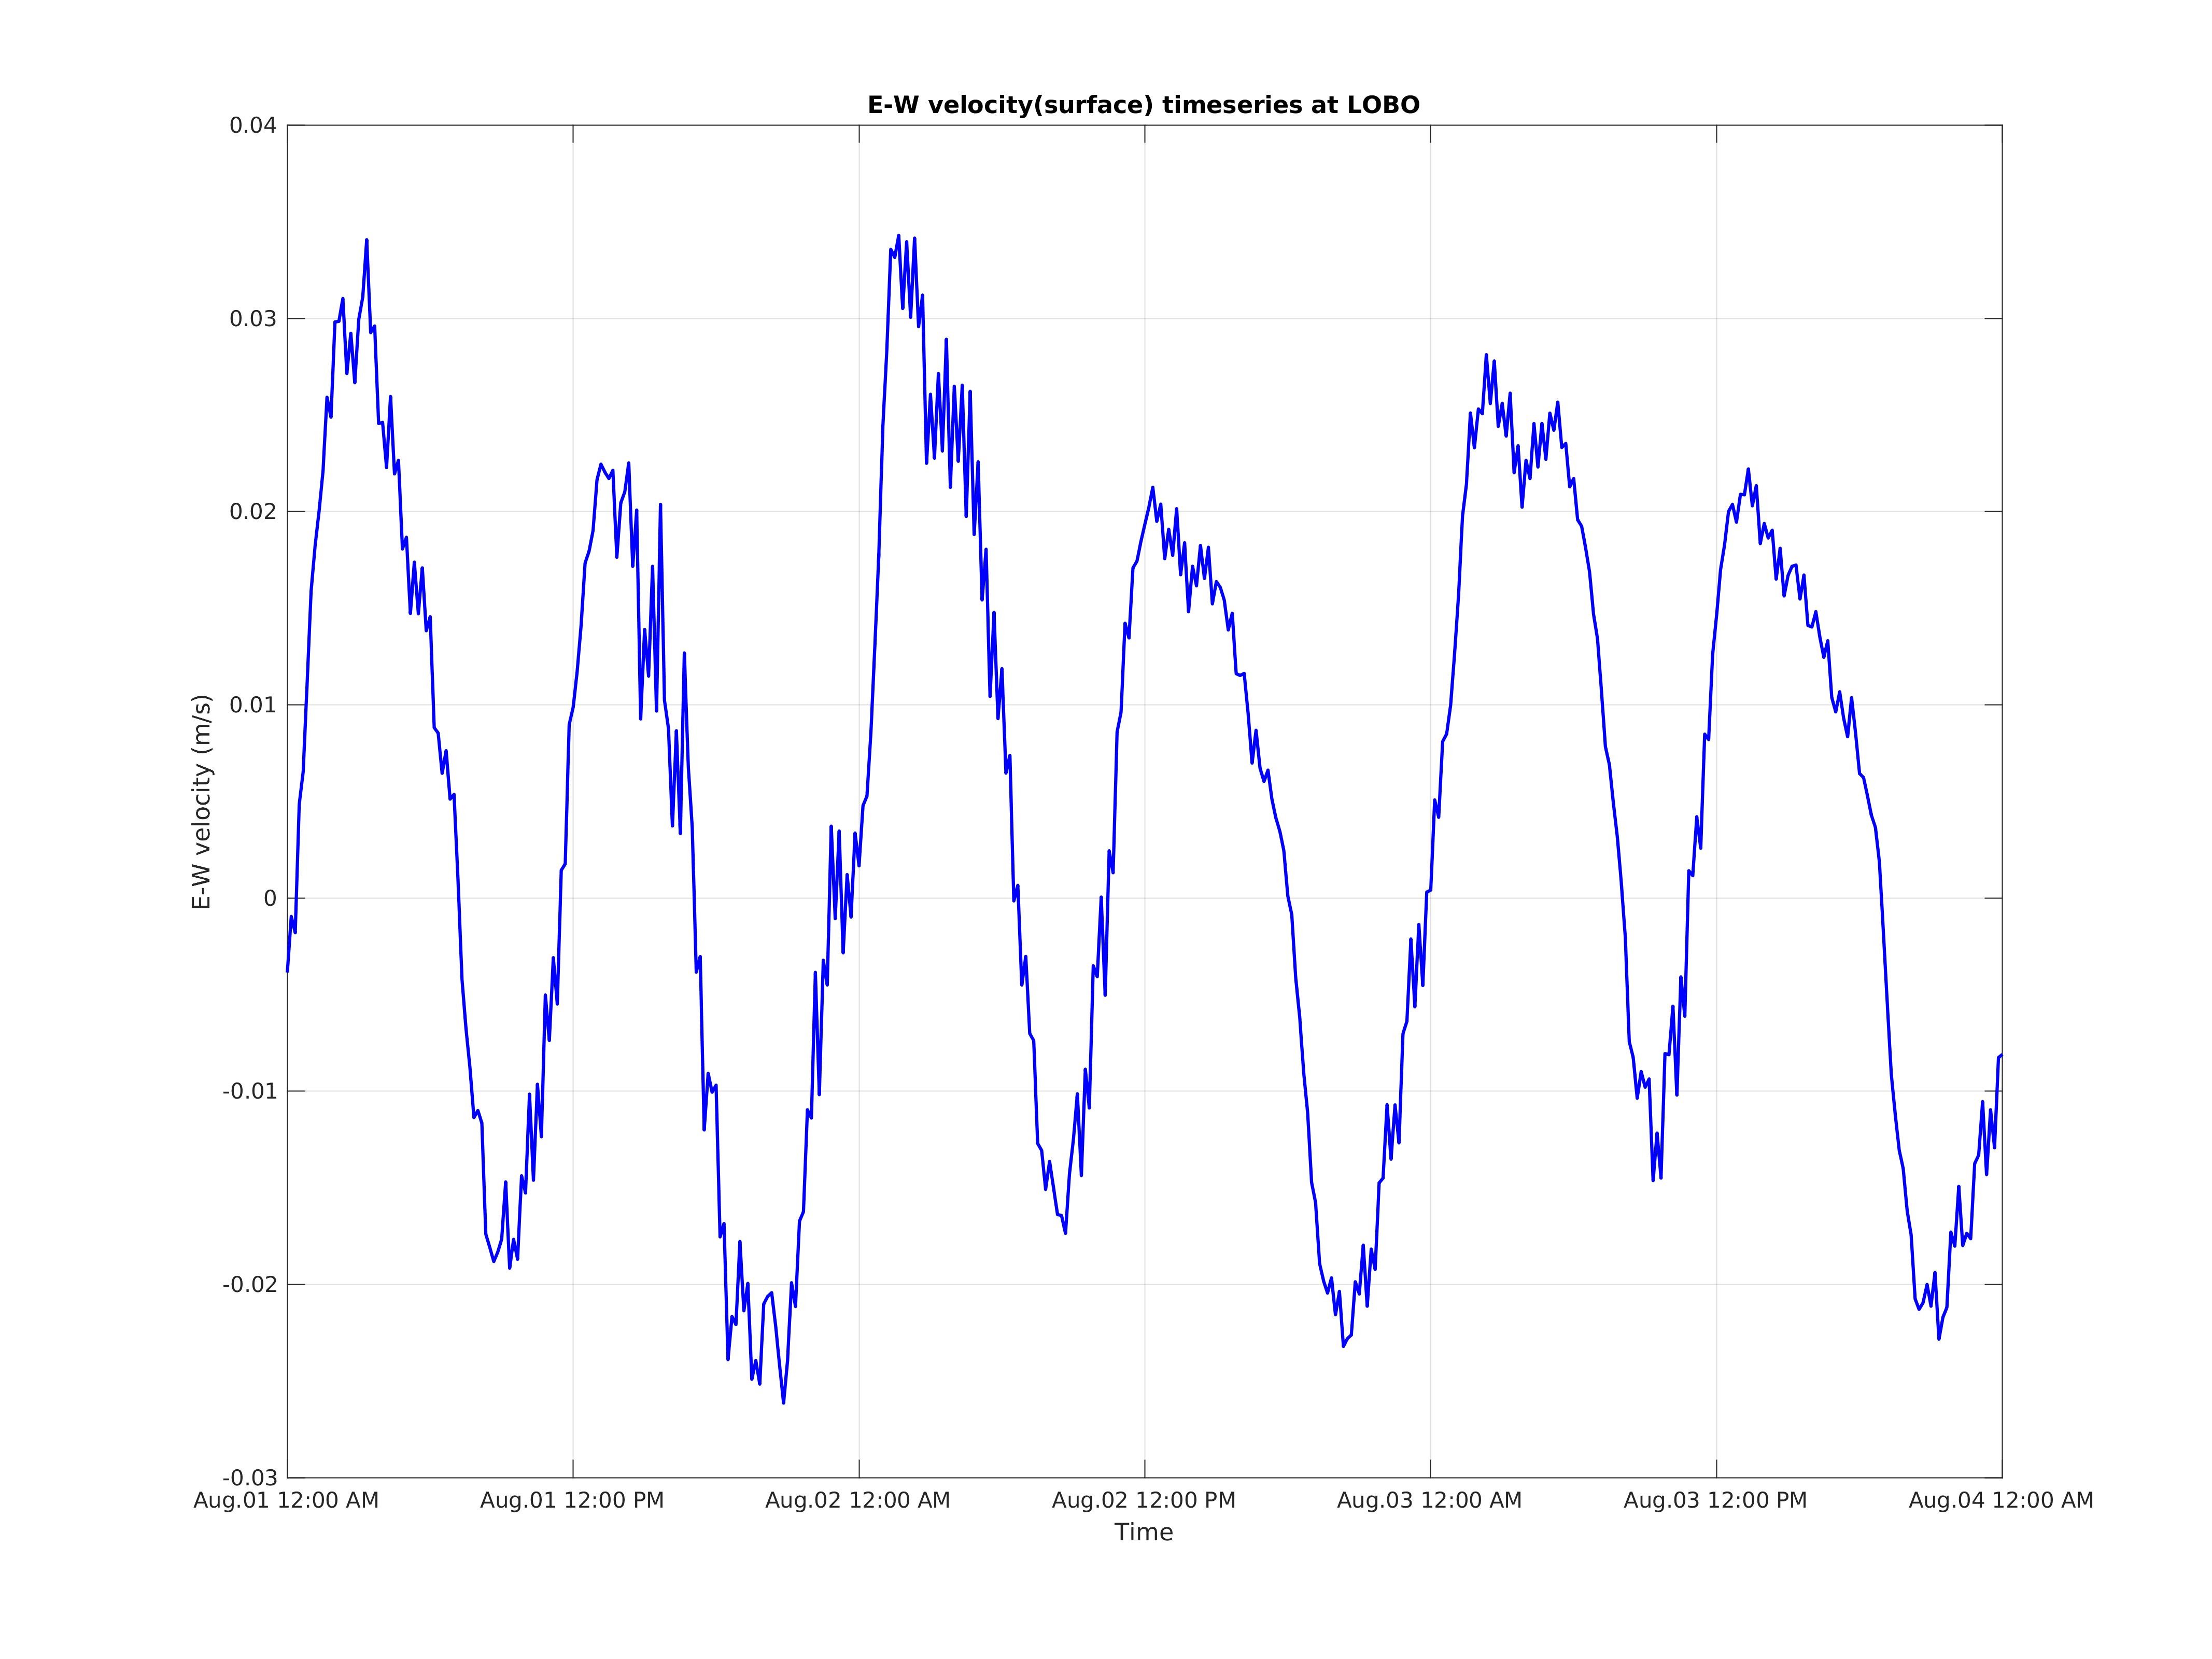 E-W velocity(surface) timeseries at LOBO
0.04
0.03
0.02
0.01
0
-0.01
-0.02
-0.03
E-W velocity (m/s)
Aug.01 12:00 AM
Aug.01 12:00 PM
Aug.02 12:00 AM
Aug.02 12:00 PM
Aug.03 12:00 AM
Aug.03 12:00 PM
Aug.04 12:00 AM
Time